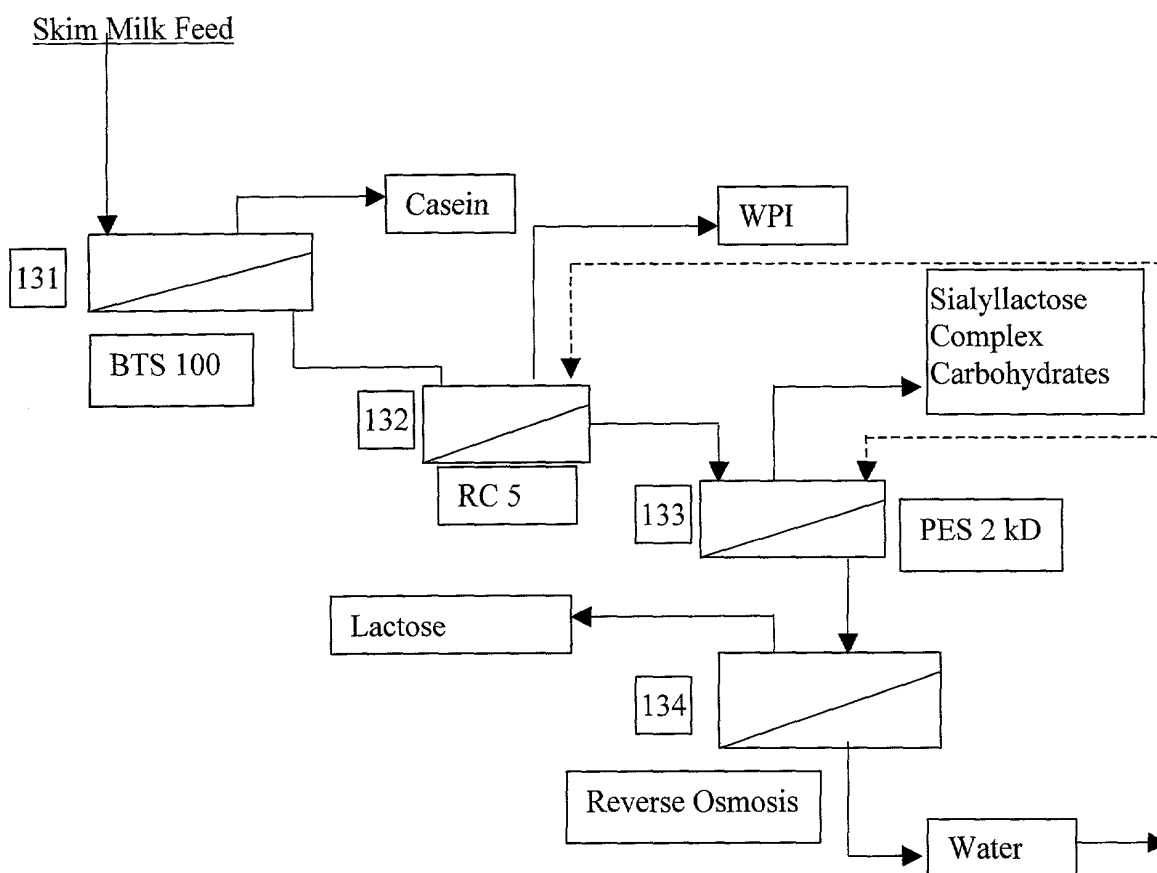 Skim Milk Feed
Casein
WPI
131
BTS 100
Sialyllactose
Complex
Carbohydrates
132
RC 5
133
PES 2 kD
Lactose
134
Reverse Osmosis
Water